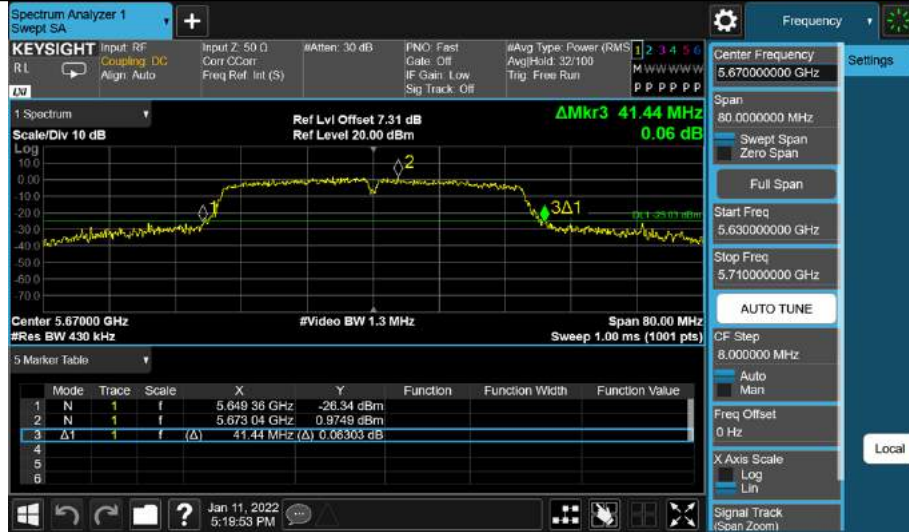 Spectrum Analyzer 1
Swept SA
+
Frequency
KEYSIGHT
RL
LXI
Input: RF
Coupling: DC
Align: Auto
Input Z: 50 Ω
Corr CCorr
Freq Ref: Int (S)
#Atten: 30 dB
PNO: Fast
Gate: Off
IF Gain: Low
Sig Track: Off
#Avg Type: Power (RMS
Avg|Hold: 32/100
Trig: Free Run
1 2 3 4 5 6
M W W W W W
P P P P P P
1 Spectrum
Scale/Div 10 dB
Ref Lvl Offset 7.31 dB
Ref Level 20.00 dBm
ΔMkr3 41.44 MHz
0.06 dB
Log
10.0
0.00
-10.0
-20.0
-30.0
-40.0
-50.0
-60.0
-70.0
1
2
3Δ1
DL1 -25.03 dBm
Center 5.67000 GHz
#Res BW 430 kHz
#Video BW 1.3 MHz
Span 80.00 MHz
Sweep 1.00 ms (1001 pts)
5 Marker Table
Mode Trace Scale X Y Function Function Width Function Value
1 N 1 f 5.649 36 GHz -26.34 dBm
2 N 1 f 5.673 04 GHz 0.9749 dBm
3 Δ1 1 f (Δ) 41.44 MHz (Δ) 0.06303 dB
4
5
6
?
Jan 11, 2022
5:19:53 PM
Center Frequency
5.670000000 GHz
Span
80.0000000 MHz
Swept Span
Zero Span
Full Span
Start Freq
5.630000000 GHz
Stop Freq
5.710000000 GHz
AUTO TUNE
CF Step
8.000000 MHz
Auto
Man
Freq Offset
0 Hz
X Axis Scale
Log
Lin
Signal Track
(Span Zoom)
Settings
Local